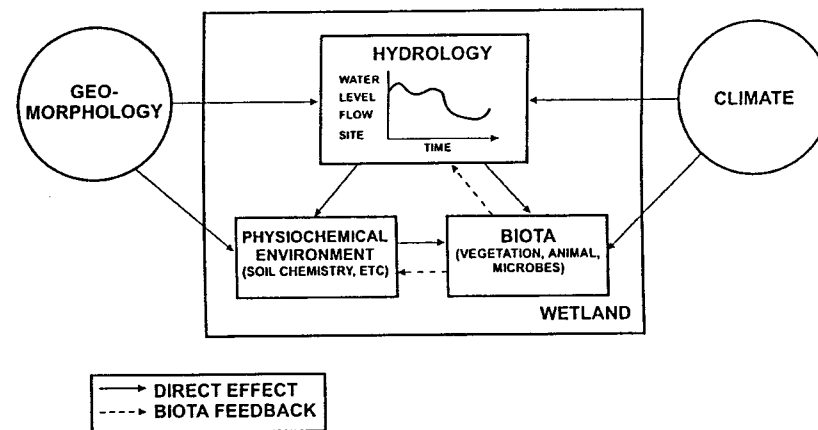 HYDROLOGY
WATER
LEVEL
FLOW
SITE
TIME
GEO-
MORPHOLOGY
CLIMATE
PHYSIOCHEMICAL
ENVIRONMENT
(SOIL CHEMISTRY, ETC)
BIOTA
(VEGETATION, ANIMAL,
MICROBES)
WETLAND
DIRECT EFFECT
BIOTA FEEDBACK